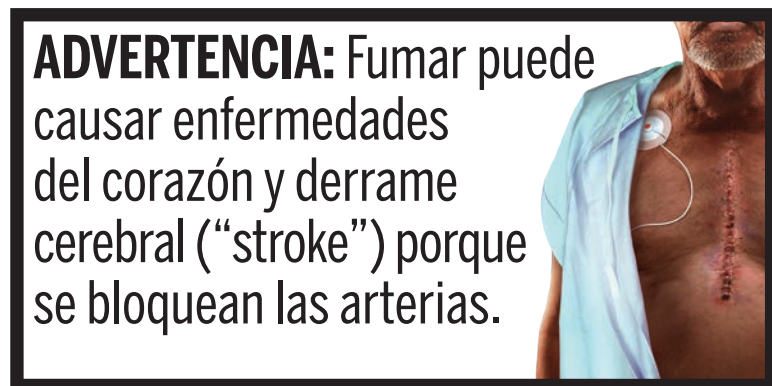 ADVERTENCIA: Fumar puede
causar enfermedades
del corazón y derrame
cerebral (“stroke”) porque
se bloquean las arterias.